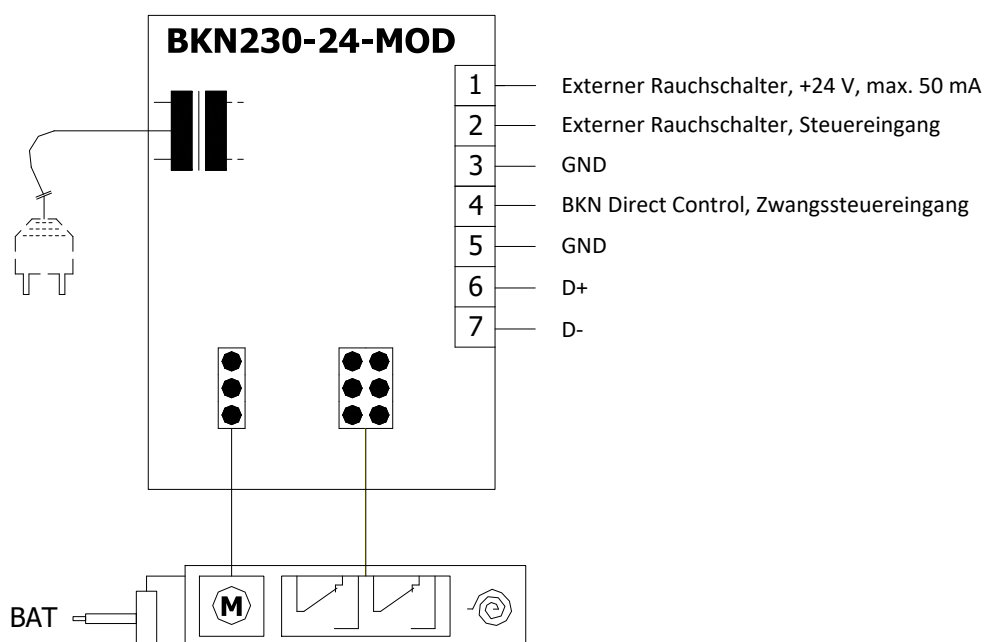 BKN230-24-MOD
1 Externer Rauchschalter, +24 V, max. 50 mA
2 Externer Rauchschalter, Steuereingang
3 GND
4 BKN Direct Control, Zwangssteuereingang
5 GND
6 D+
7 D-
M
BAT